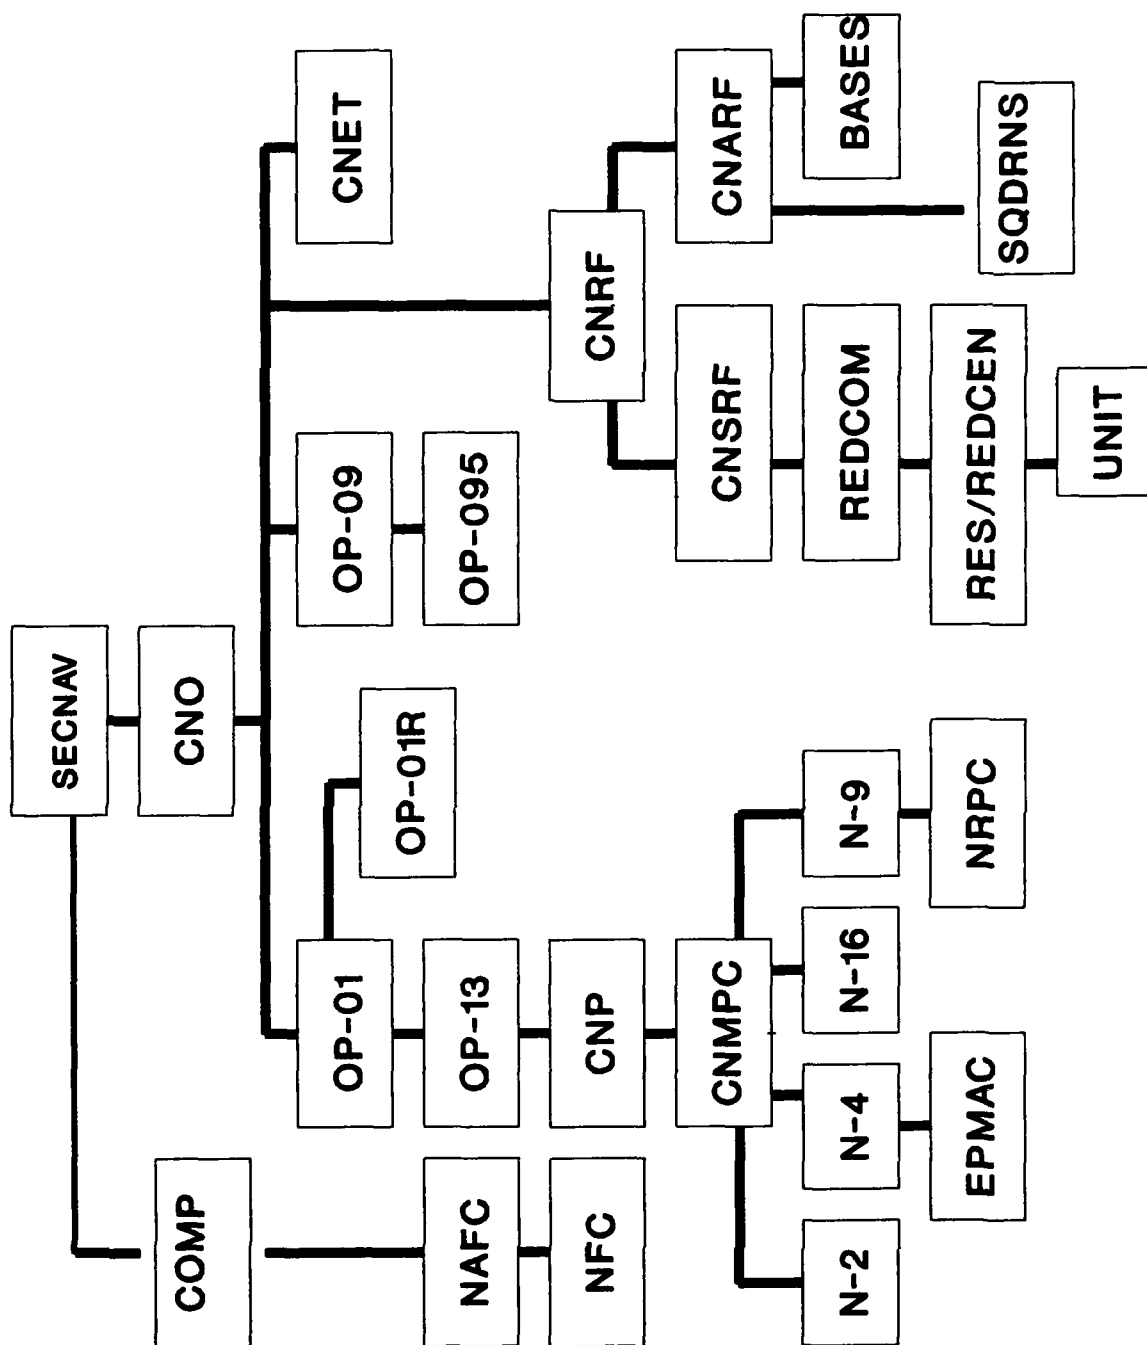 SECNAV
COMP
CNO
OP-01
OP-01R
OP-09
CNET
NAFC
OP-13
OP-095
NFC
CNP
CNRF
CNMPC
CNSRF
CNARF
N-2
N-4
N-16
N-9
REDCOM
BASES
EPMAC
NRPC
RES/REDCEN
SQDRNS
UNIT